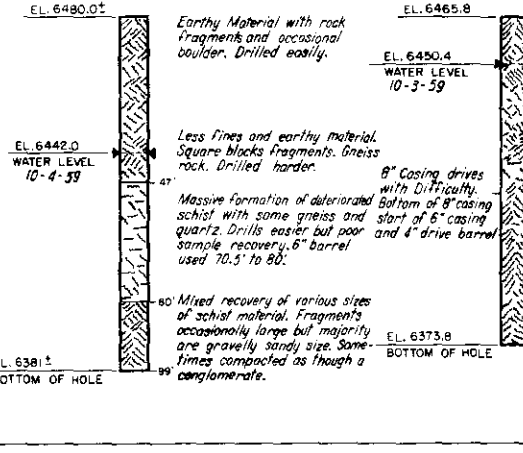 EL. 6480.0±
Earthy Material with rock
fragments and occasional
boulder. Drilled easily.
EL. 6442.0
WATER LEVEL
10-4-59
Less fines and earthy material.
Square blocks fragments. Gneiss
rock. Drilled harder.
47'
Massive formation of deteriorated
schist with some gneiss and
quartz. Drills easier but poor
sample recovery. 6" barrel
used 70.5' to 80'.
80'
Mixed recovery of various sizes
of schist material. Fragments
occasionally large but majority
are gravelly sandy size. Some-
times compacted as though a
conglomerate.
99'
L. 6381±
OTTOM OF HOLE
EL. 6465.8
EL. 6450.4
WATER LEVEL
10-3-59
8" Casing drives
with Difficulty.
Bottom of 8" casing
start of 6" casing
and 4" drive barrel
EL. 6373.8
BOTTOM OF HOLE